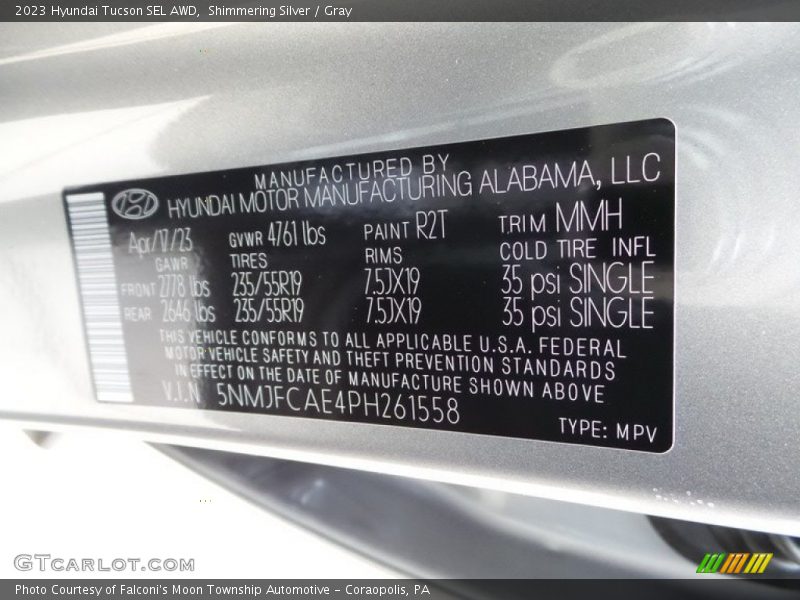 2023 Hyundai Tucson SEL AWD, Shimmering Silver / Gray
MANUFACTURED BY
HYUNDAI MOTOR MANUFACTURING ALABAMA, LLC
Apr/17/23 GVWR 4761 lbs PAINT R2T TRIM MMH
GAWR TIRES RIMS COLD TIRE INFL
FRONT 2778 lbs 235/55R19 7.5JX19 35 psi SINGLE
REAR 2646 lbs 235/55R19 7.5JX19 35 psi SINGLE
THIS VEHICLE CONFORMS TO ALL APPLICABLE U.S.A. FEDERAL
MOTOR VEHICLE SAFETY AND THEFT PREVENTION STANDARDS
IN EFFECT ON THE DATE OF MANUFACTURE SHOWN ABOVE
V.I.N 5NMJFCAE4PH261558
TYPE: MPV
GTcarlot.com
Photo Courtesy of Falconi's Moon Township Automotive - Coraopolis, PA